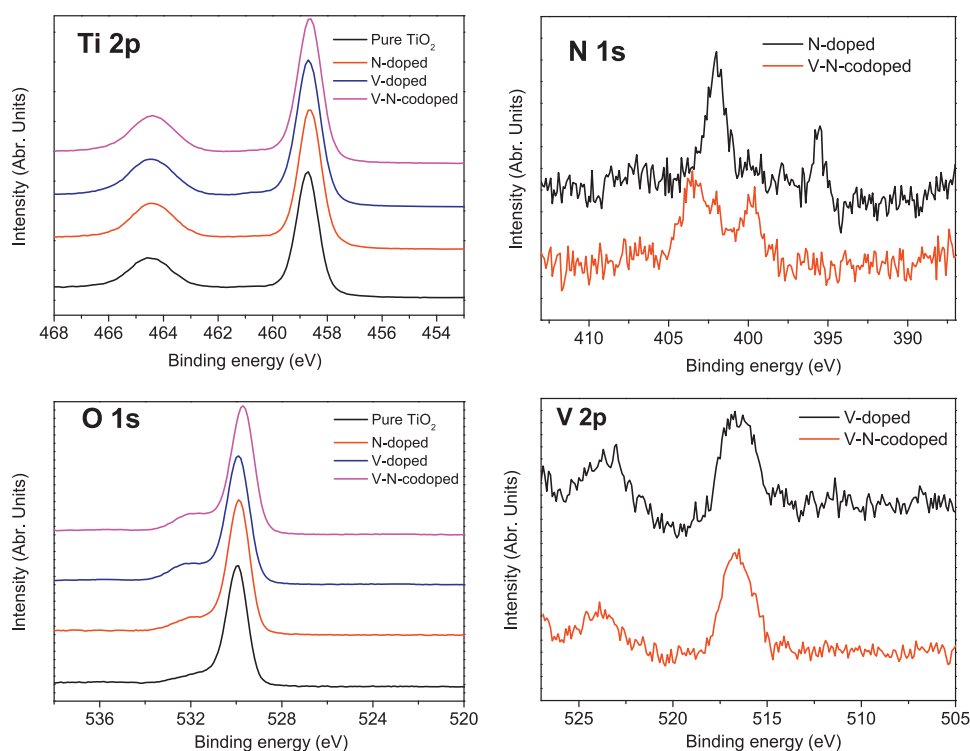 Ti 2p
Pure TiO₂
N-doped
V-doped
V-N-codoped
Intensity (Abr. Units)
468 466 464 462 460 458 456 454
Binding energy (eV)
N 1s
N-doped
V-N-codoped
Intensity (Abr. Units)
410 405 400 395 390
Binding energy (eV)
O 1s
Pure TiO₂
N-doped
V-doped
V-N-codoped
Intensity (Abr. Units)
536 532 528 524 520
Binding energy (eV)
V 2p
V-doped
V-N-codoped
Intensity (Abr. Units)
525 520 515 510 505
Binding energy (eV)